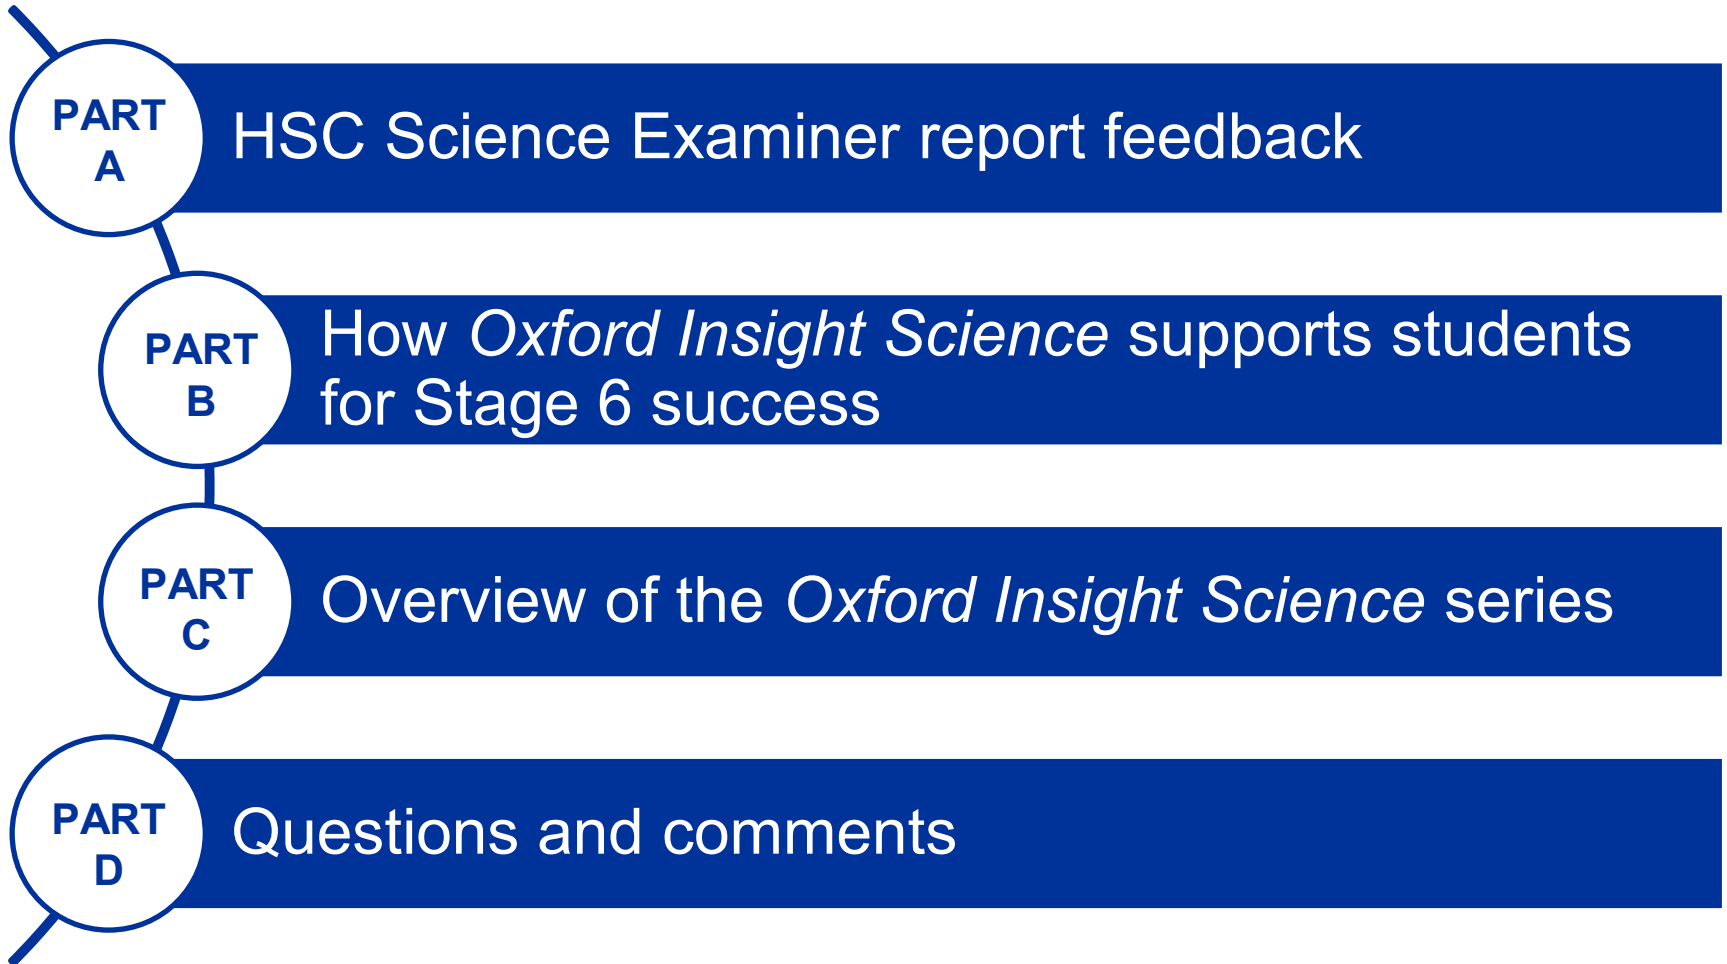 PART
A
HSC Science Examiner report feedback
PART
B
How Oxford Insight Science supports students
for Stage 6 success
PART
C
Overview of the Oxford Insight Science series
PART
D
Questions and comments